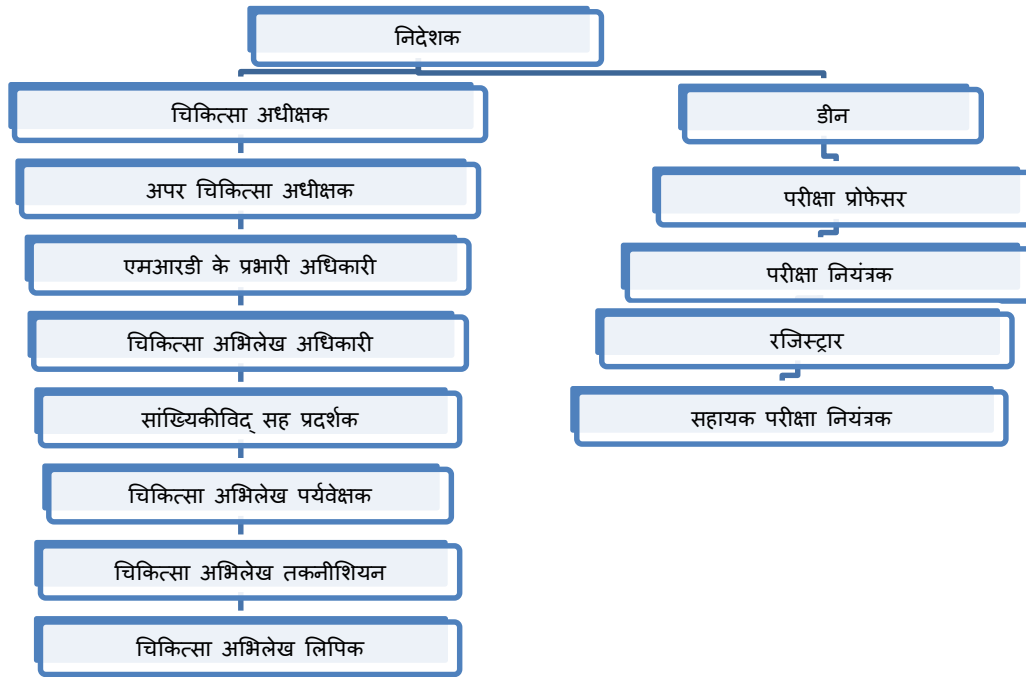 निदेशक
चिकित्सा अधीक्षक
अपर चिकित्सा अधीक्षक
एमआरडी के प्रभारी अधिकारी
चिकित्सा अभिलेख अधिकारी
सांख्यिकीविद् सह प्रदर्शक
चिकित्सा अभिलेख पर्यवेक्षक
चिकित्सा अभिलेख तकनीशियन
चिकित्सा अभिलेख लिपिक
डीन
परीक्षा प्रोफेसर
परीक्षा नियंत्रक
रजिस्ट्रार
सहायक परीक्षा नियंत्रक